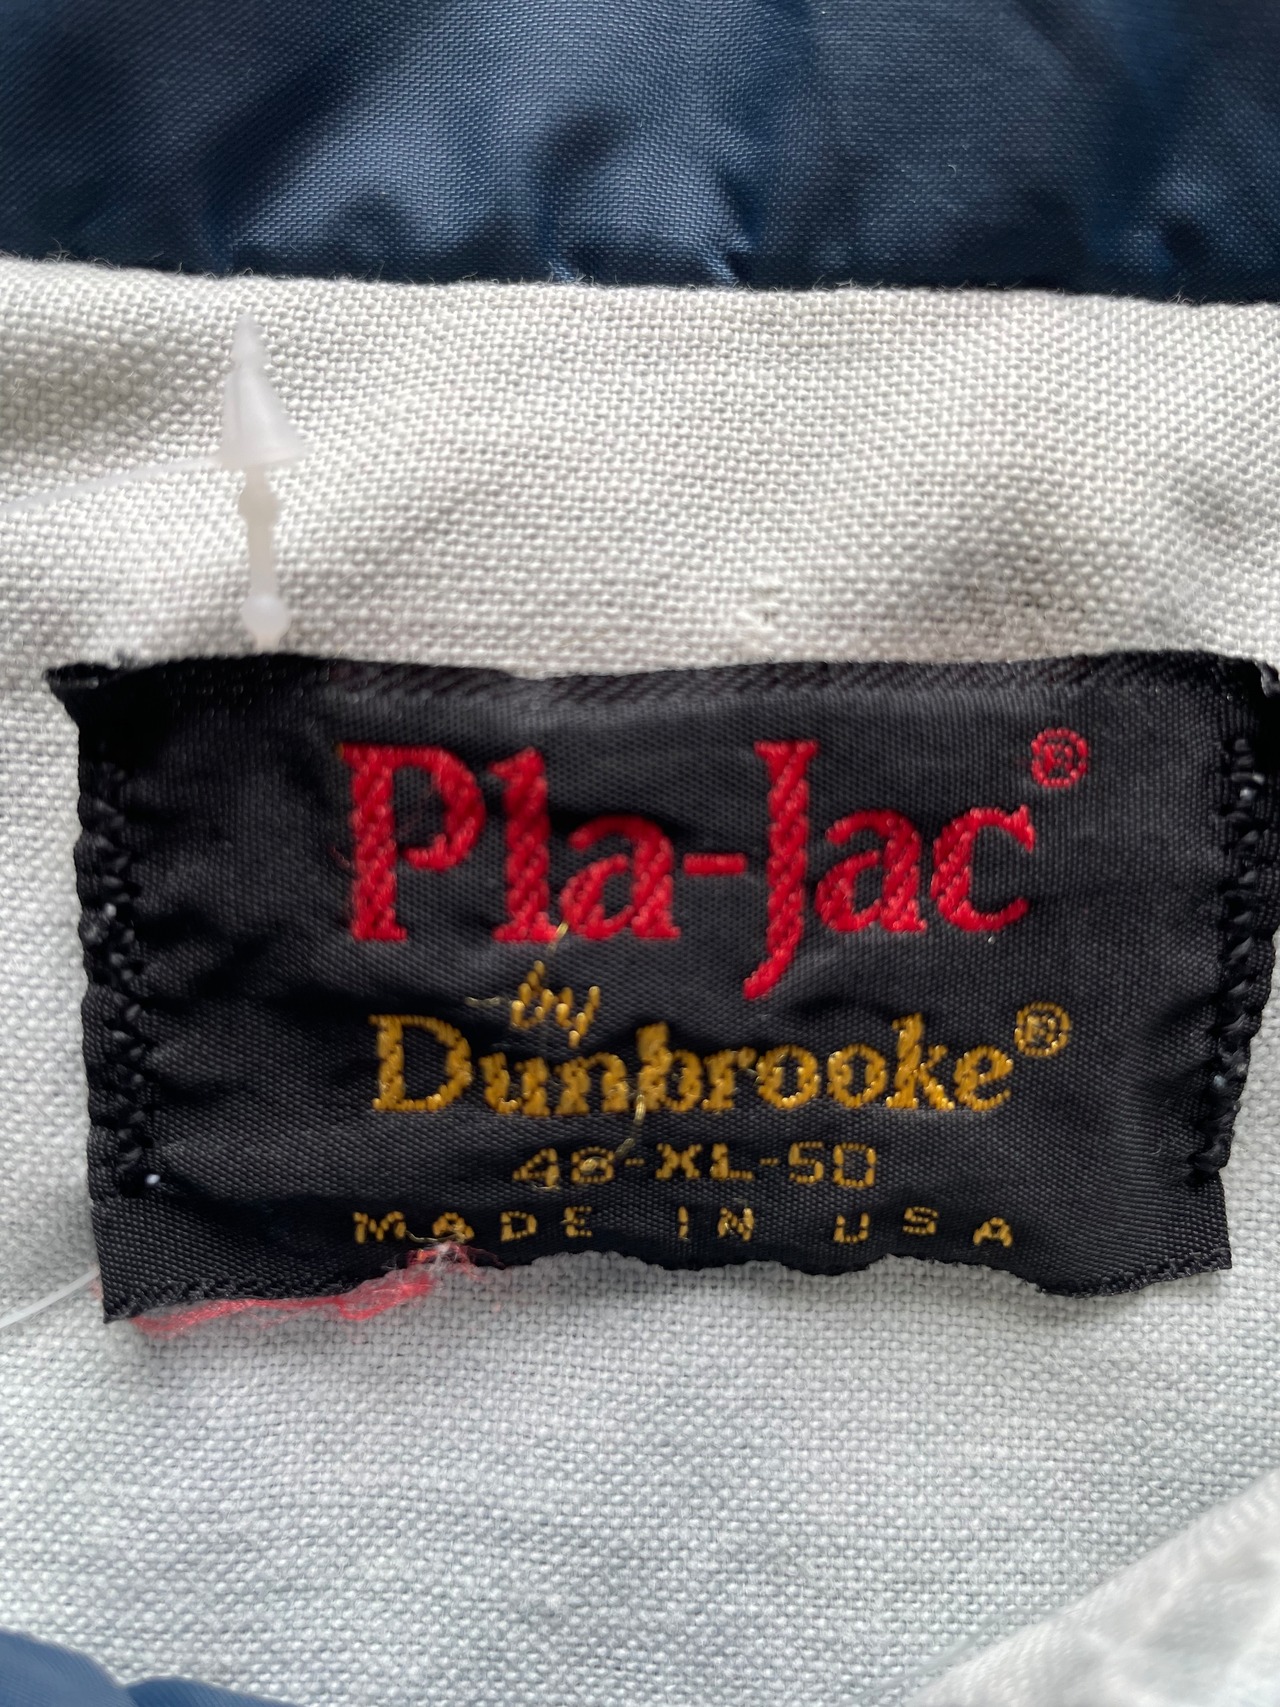 Pla-Jac®
by
Dunbrooke®
48-XL-50
MADE IN USA